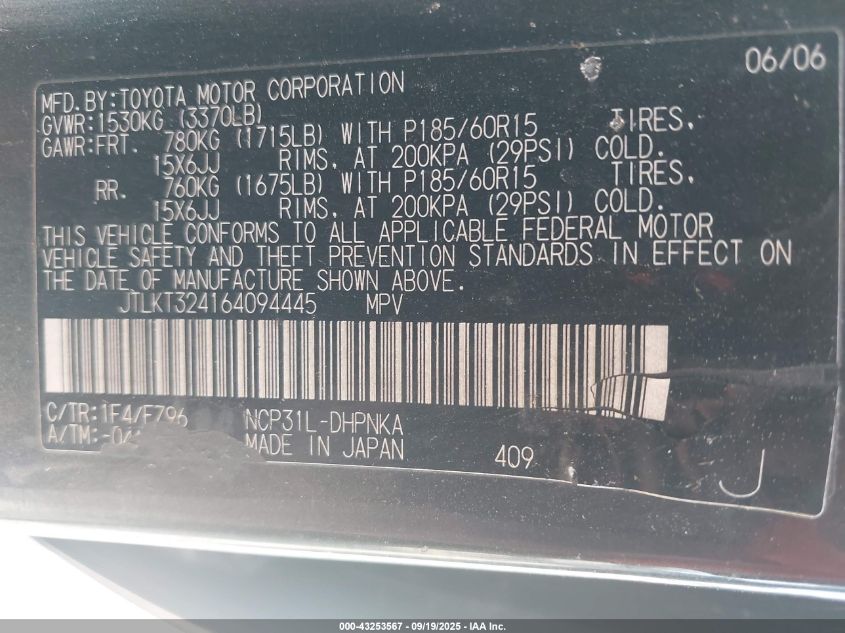 06/06
MFD. BY: TOYOTA MOTOR CORPORATION
GVWR: 1530KG (3370LB)
GAWR: FRT. 780KG (1715LB) WITH P185/60R15 TIRES,
15X6JJ RIMS, AT 200KPA (29PSI) COLD.
RR. 760KG (1675LB) WITH P185/60R15 TIRES,
15X6JJ RIMS, AT 200KPA (29PSI) COLD.
THIS VEHICLE CONFORMS TO ALL APPLICABLE FEDERAL MOTOR
VEHICLE SAFETY AND THEFT PREVENTION STANDARDS IN EFFECT ON
THE DATE OF MANUFACTURE SHOWN ABOVE.
JTLKT324164094445 MPV
C/TR: 1F4/F796 NCP31L-DHPNKA
A/TM: MADE IN JAPAN 409 J
000-43253567 - 09/19/2025 - IAA Inc.